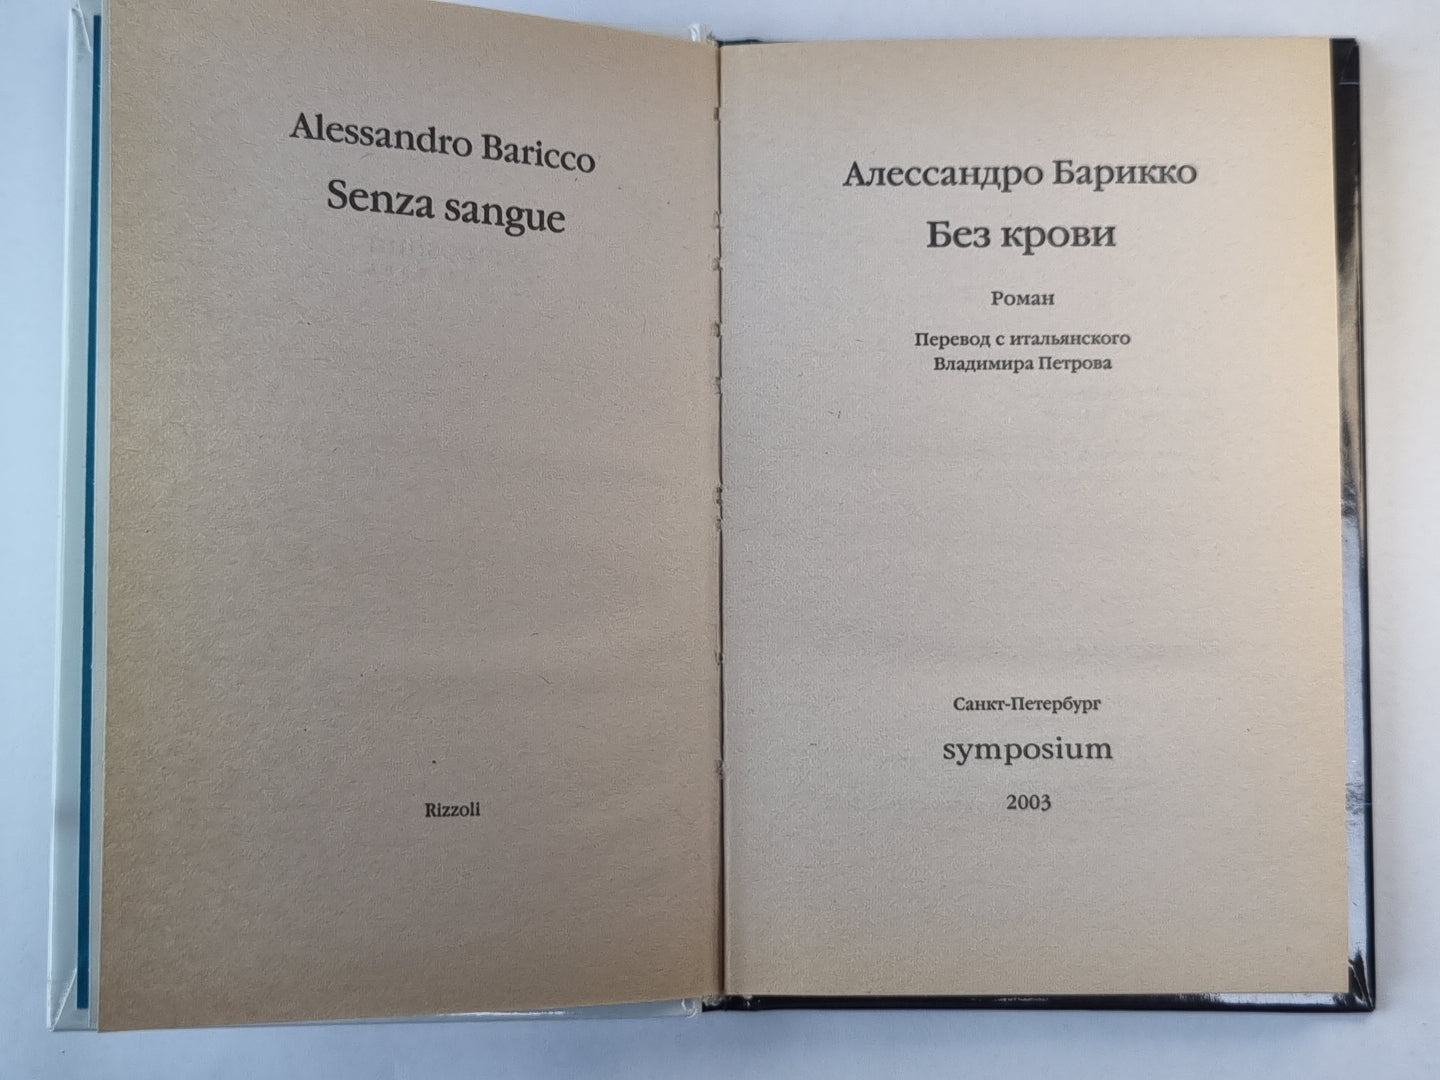 Alessandro Baricco
Senza sangue
Rizzoli
Алессандро Барикко
Без крови
Роман
Перевод с итальянского
Владимира Петрова
Санкт-Петербург
symposium
2003